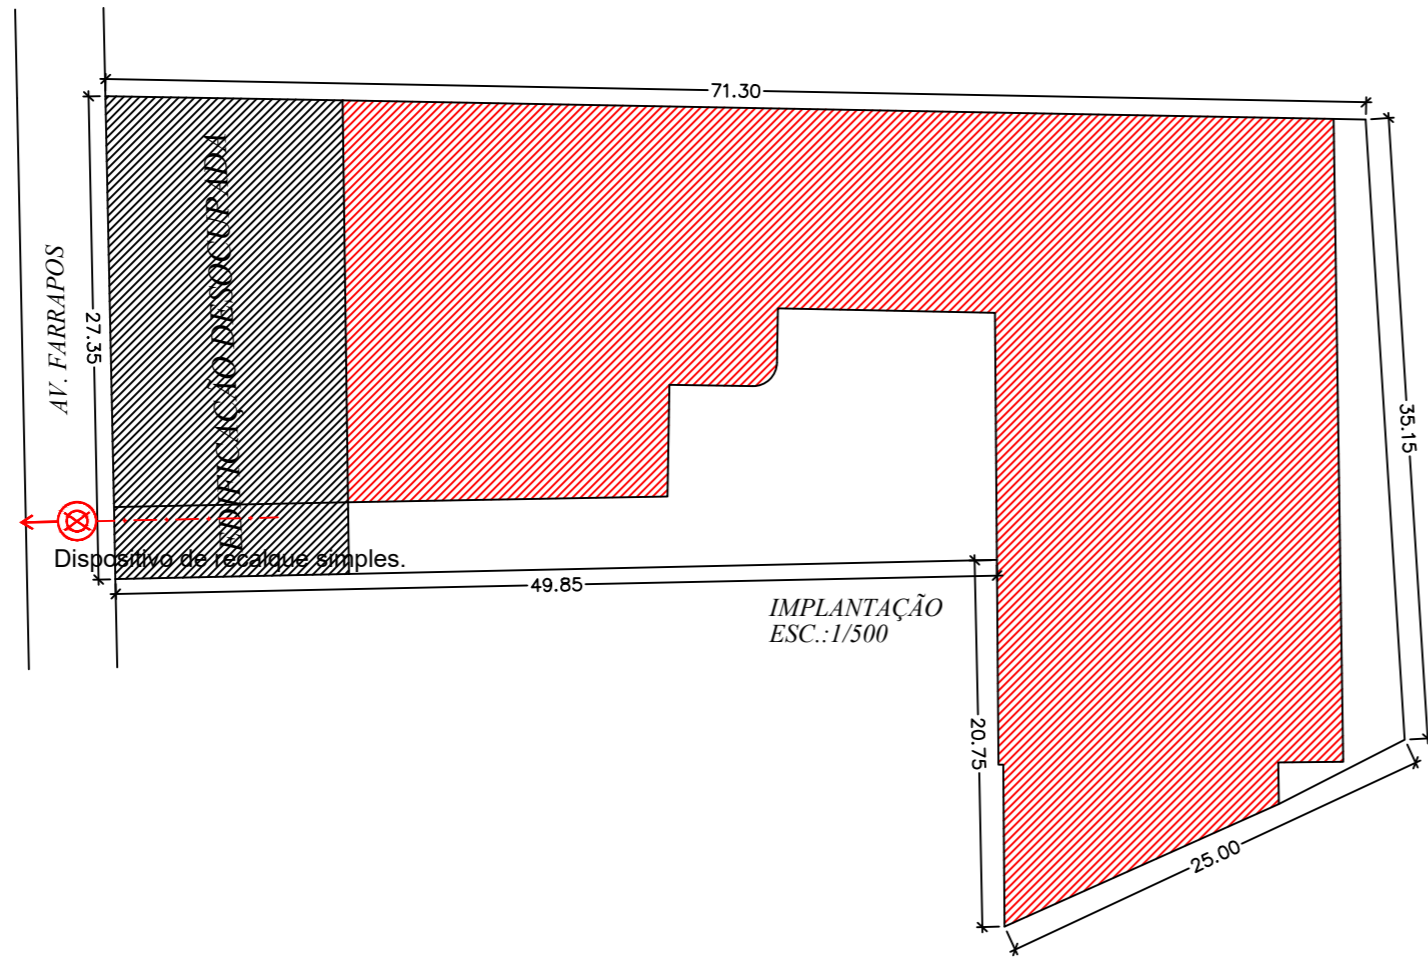 71.30
EDIFICAÇÃO DESOCUPADA
AV. FARRAPOS
27.35
35.15
Dispositivo de recalque simples.
49.85
IMPLANTAÇÃO
ESC.:1/500
20.75
25.00